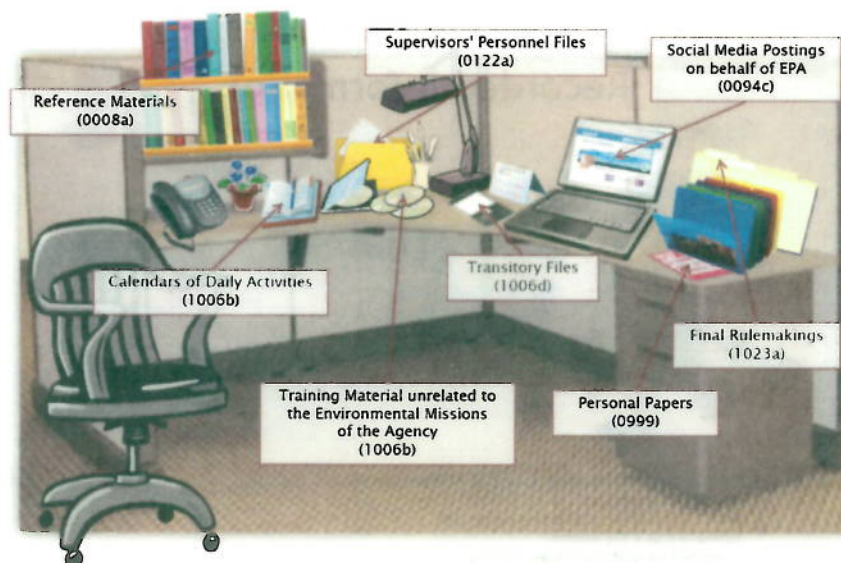 Supervisors' Personnel Files
(0122a)
Social Media Postings
on behalf of EPA
(0094c)
Reference Materials
(0008a)
Calendars of Daily Activities
(1006b)
Transitory Files
(1006d)
Final Rulemakings
(1023a)
Training Material unrelated to
the Environmental Missions
of the Agency
(1006b)
Personal Papers
(0999)